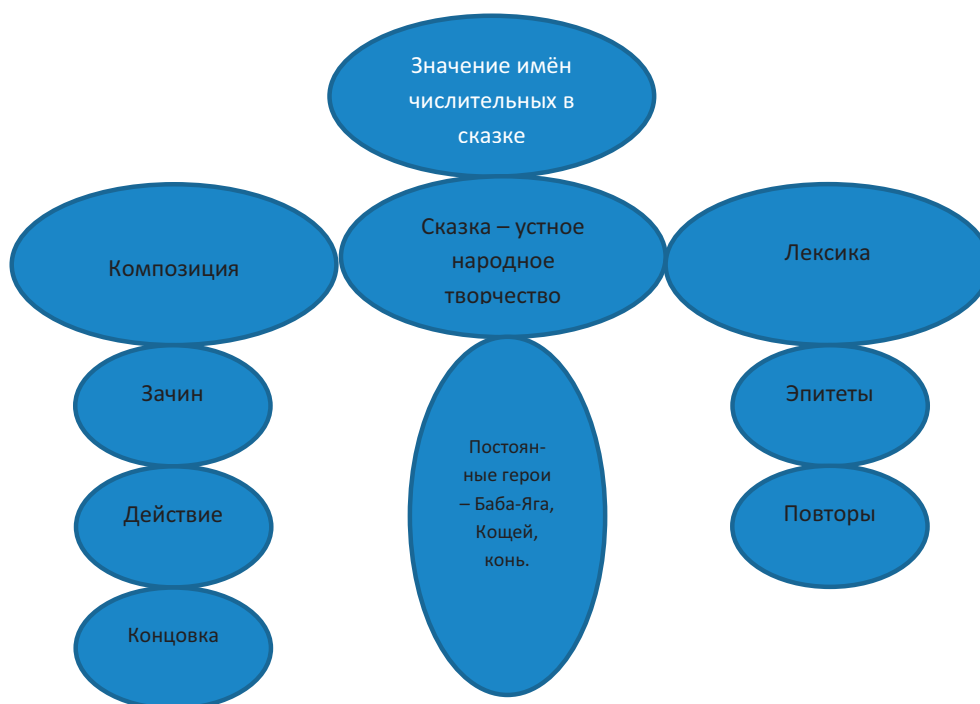 Значение имён
числительных в
сказке
Сказка – устное
народное
творчество
Композиция
Лексика
Зачин
Действие
Концовка
Постоян-
ные герои
– Баба-Яга,
Кощей,
конь.
Эпитеты
Повторы